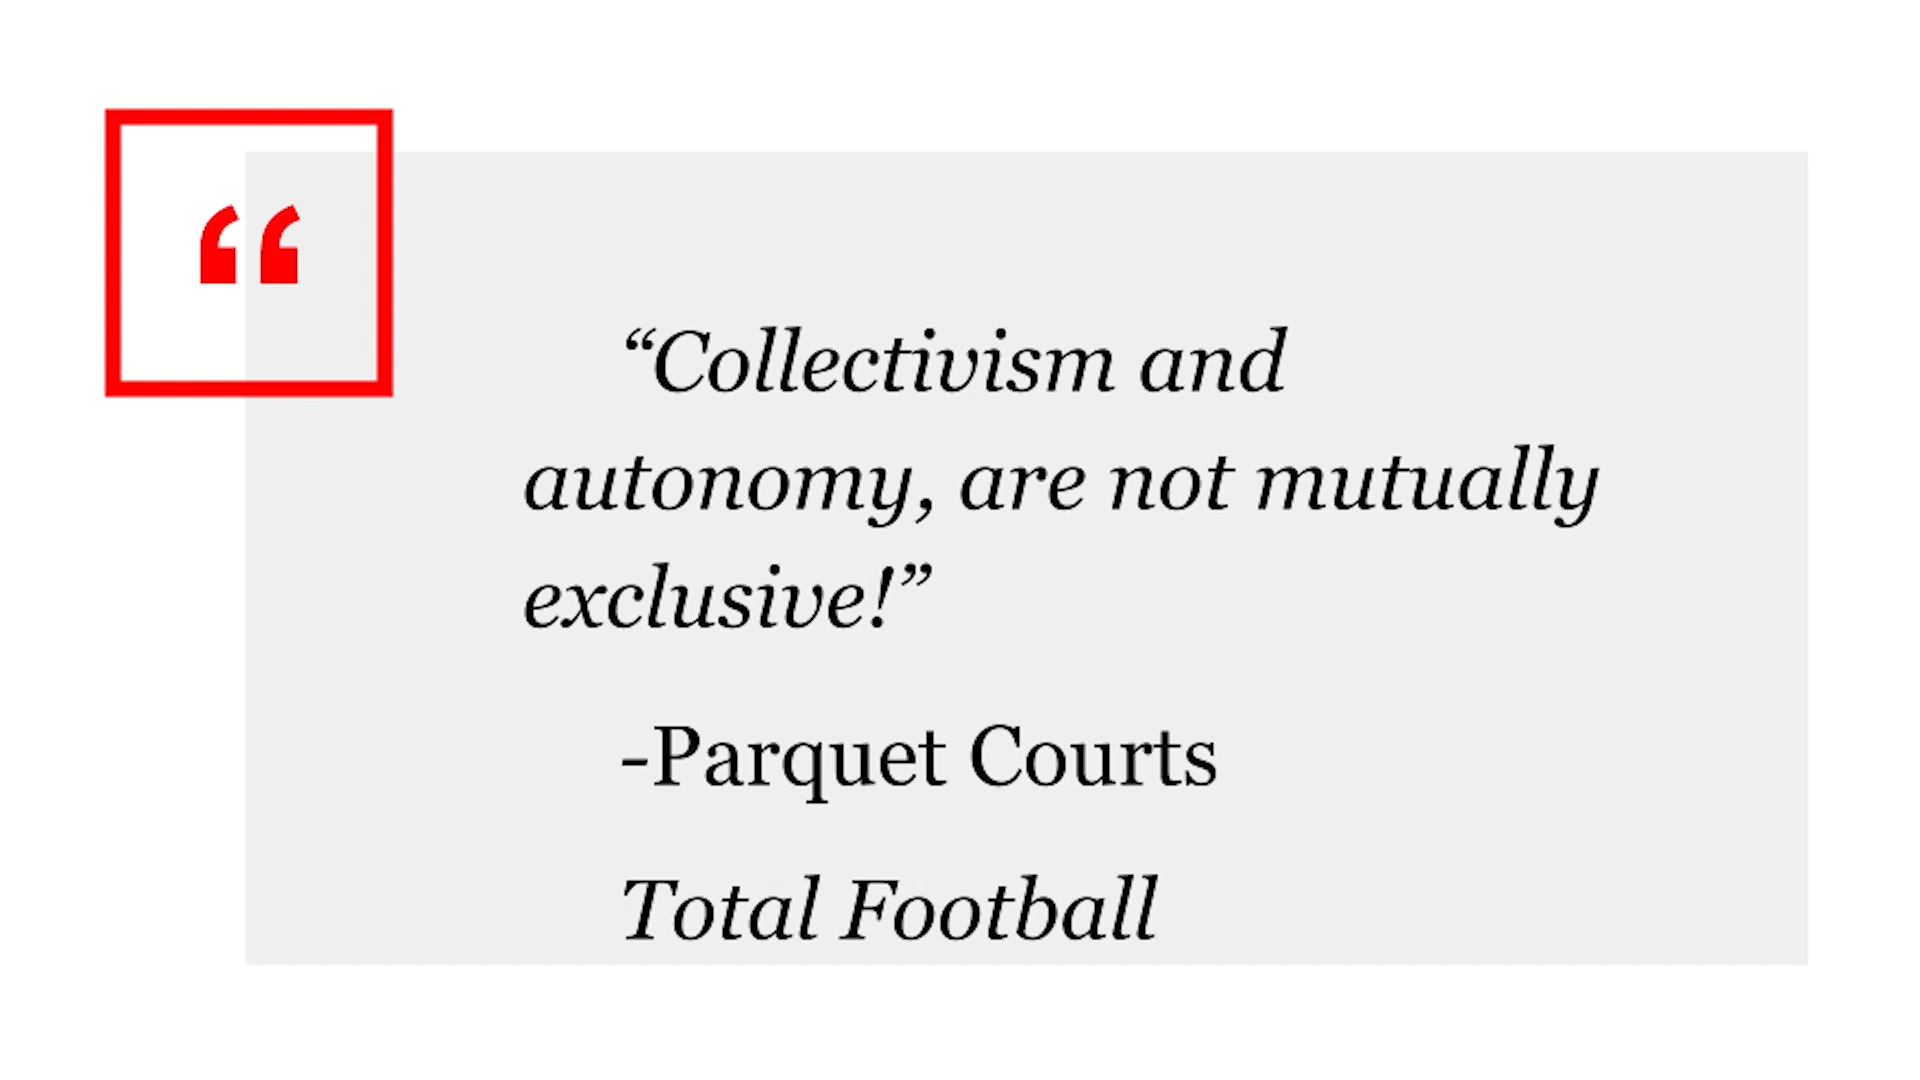 “
“Collectivism and
autonomy, are not mutually
exclusive!”
-Parquet Courts
Total Football